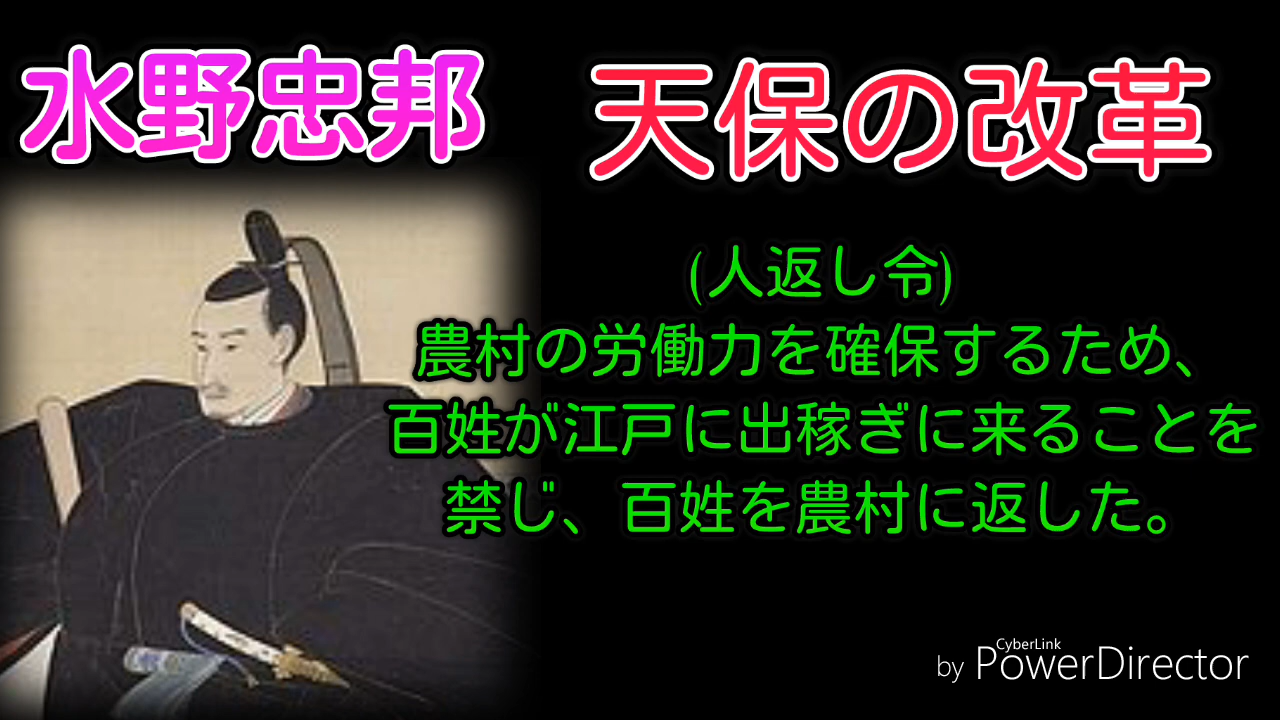 水野忠邦 天保の改革
(人返し令)
農村の労働力を確保するため、
百姓が江戸に出稼ぎに来ることを
禁じ、百姓を農村に返した。
CyberLink
by PowerDirector